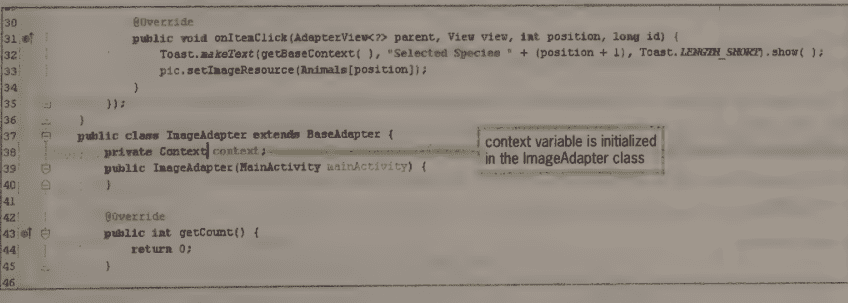 30 @Override
31 public void onItemClick(AdapterView<?> parent, View view, int position, long id) {
32 Toast.makeText(getBaseContext( ), "Selected Species " + (position + 1), Toast.LENGTH_SHORT).show( );
33 pic.setImageResource(Animals[position]);
34 }
35 });
36 }
37 public class ImageAdapter extends BaseAdapter {
38 private Context context;
39 public ImageAdapter(MainActivity mainActivity) {
40 }
41
42 @Override
43 public int getCount() {
44 return 0;
45 }
46
context variable is initialized
in the ImageAdapter class